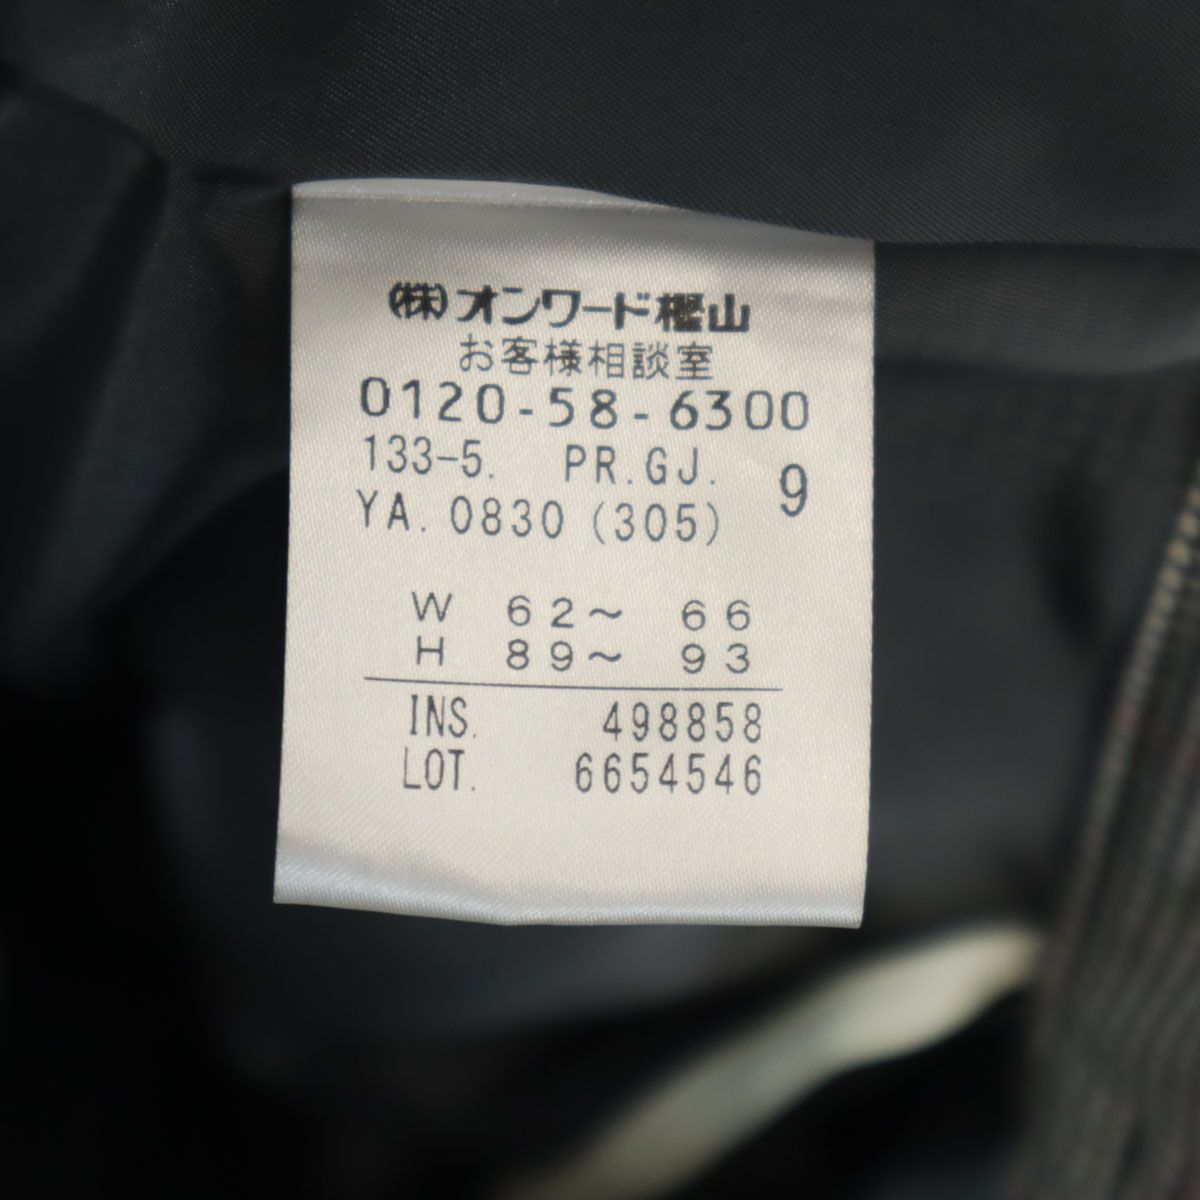 (株)オンワード樫山
お客様相談室
0120-58-6300
133-5. PR.GJ. 9
YA. 0830 (305)
W 62～ 66
H 89～ 93
INS. 498858
LOT. 6654546